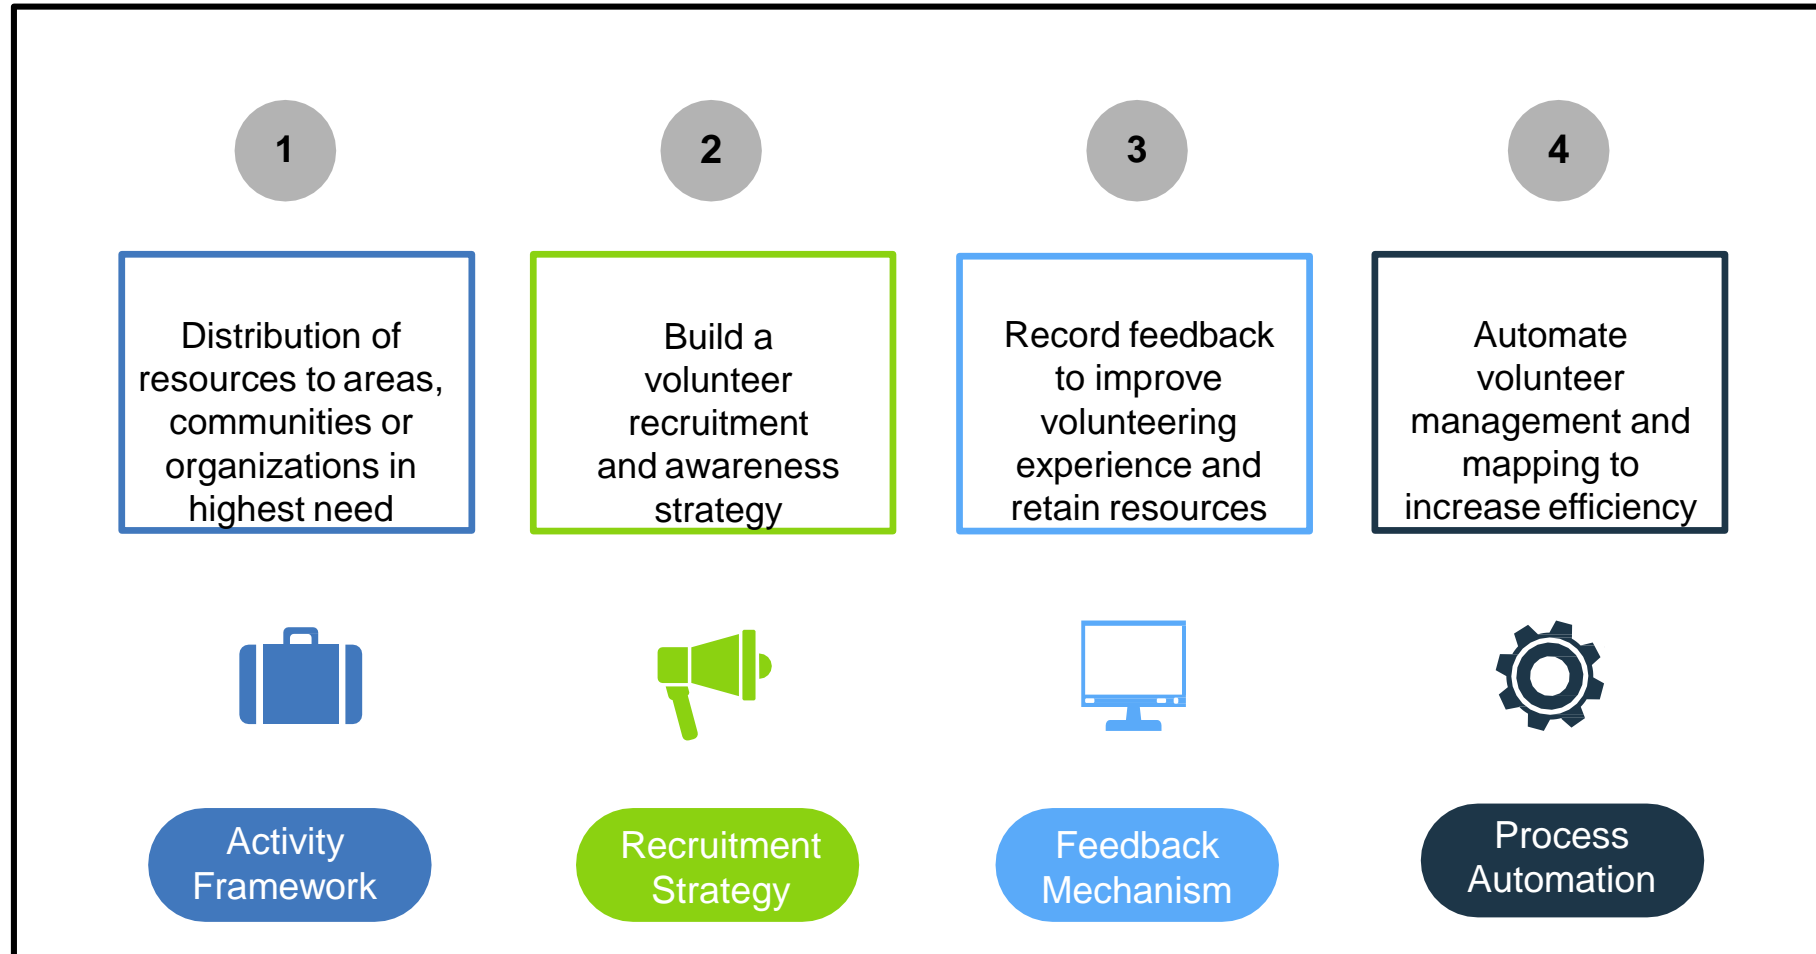 1
2
3
4
Distribution of
resources to areas,
communities or
organizations in
highest need
Build a
volunteer
recruitment
and awareness
strategy
Record feedback
to improve
volunteering
experience and
retain resources
Automate
volunteer
management and
mapping to
increase efficiency
Activity
Framework
Recruitment
Strategy
Feedback
Mechanism
Process
Automation